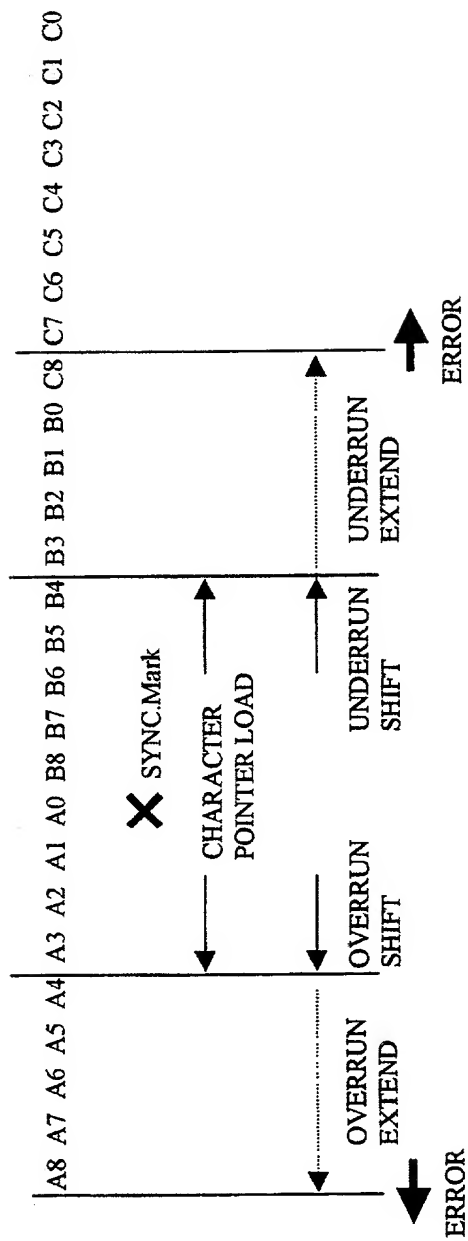 A8 A7 A6 A5 A4 A3 A2 A1 A0 B8 B7 B6 B5 B4 B3 B2 B1 B0 C8 C7 C6 C5 C4 C3 C2 C1 C0
SYNC.Mark
CHARACTER
POINTER LOAD
OVERRUN
EXTEND
OVERRUN
SHIFT
UNDERRUN
SHIFT
UNDERRUN
EXTEND
ERROR
ERROR